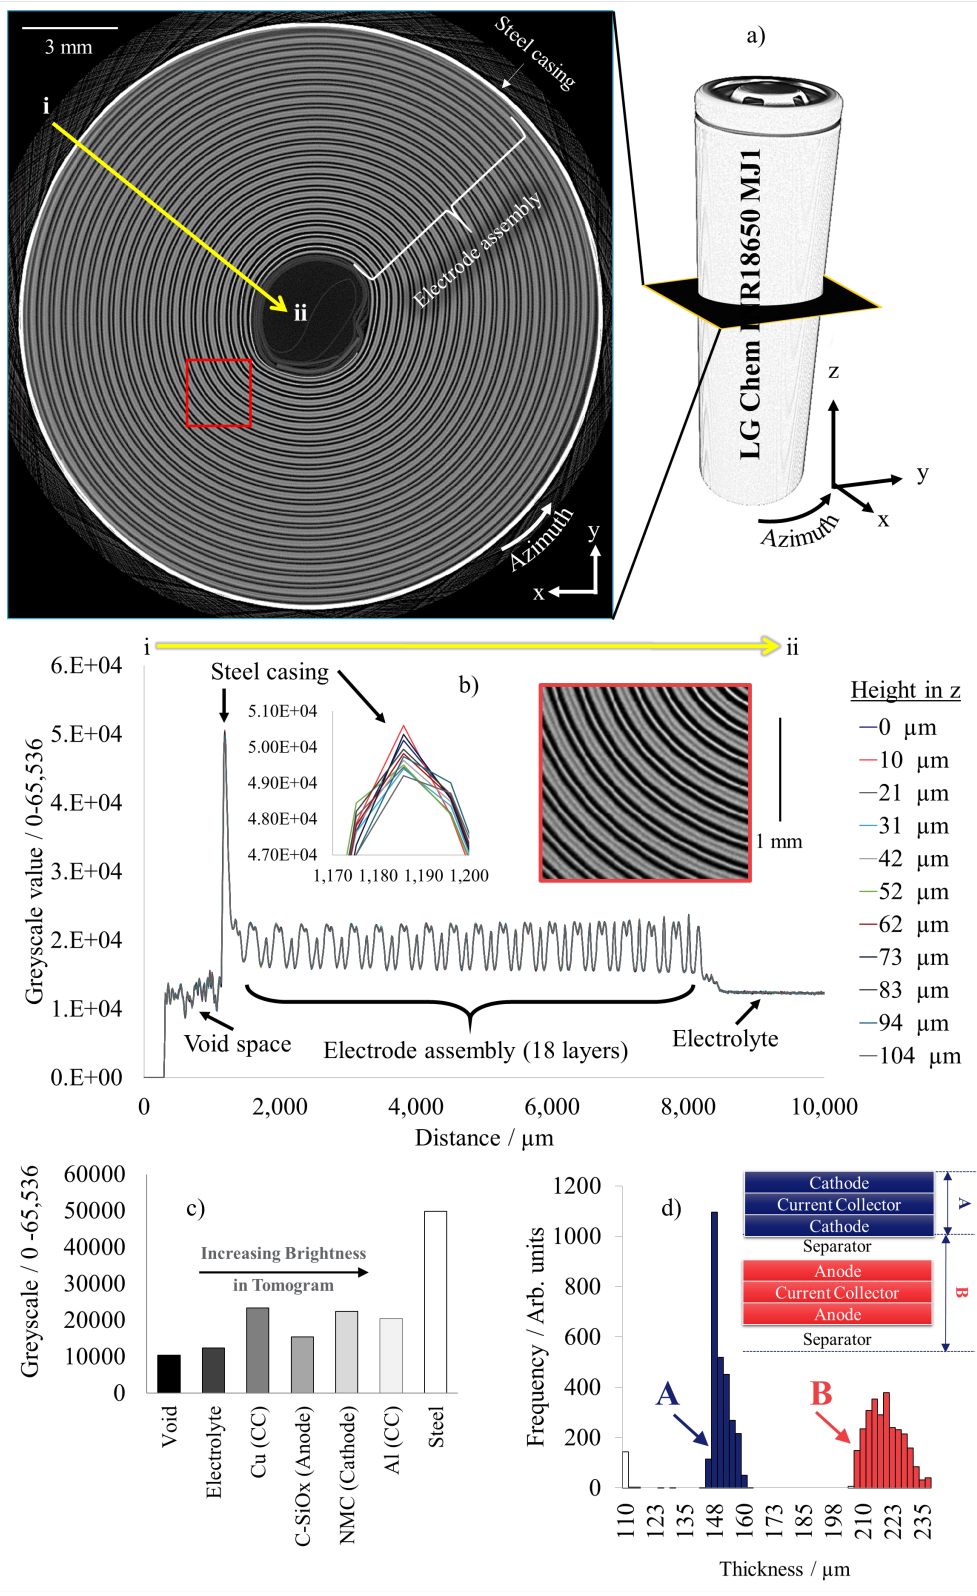 a)
3 mm
Steel casing
i
Electrode assembly
ii
Azimuth
y
x
LG Chem
R18650 MJ1
z
y
x
Azimuth
i
ii
b)
Steel casing
Greyscale value / 0-65,536
6.E+04
5.E+04
4.E+04
3.E+04
2.E+04
1.E+04
0.E+00
5.10E+04
5.00E+04
4.90E+04
4.80E+04
4.70E+04
1,170 1,180 1,190 1,200
1 mm
Void space
Electrode assembly (18 layers)
Electrolyte
0 2,000 4,000 6,000 8,000 10,000
Distance / µm
Height in z
0 µm
10 µm
21 µm
31 µm
42 µm
52 µm
62 µm
73 µm
83 µm
94 µm
104 µm
c)
Greyscale / 0 -65,536
60000
50000
40000
30000
20000
10000
0
Increasing Brightness
in Tomogram
Void
Electrolyte
Cu (CC)
C-SiOx (Anode)
NMC (Cathode)
Al (CC)
Steel
d)
Frequency / Arb. units
1200
1000
800
600
400
200
0
Cathode
Current Collector
Cathode
Separator
Anode
Current Collector
Anode
Separator
A
B
A
B
110 123 135 148 160 173 185 198 210 223 235
Thickness / µm